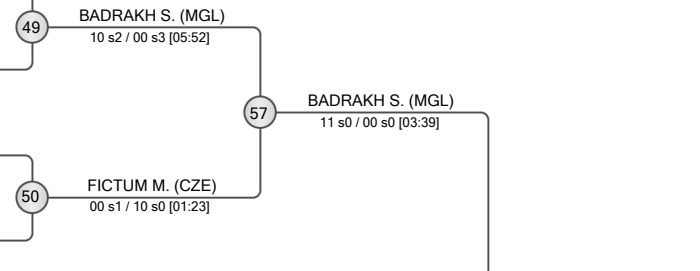 49
BADRAKH S. (MGL)
10 s2 / 00 s3 [05:52]
57
BADRAKH S. (MGL)
11 s0 / 00 s0 [03:39]
50
FICTUM M. (CZE)
00 s1 / 10 s0 [01:23]